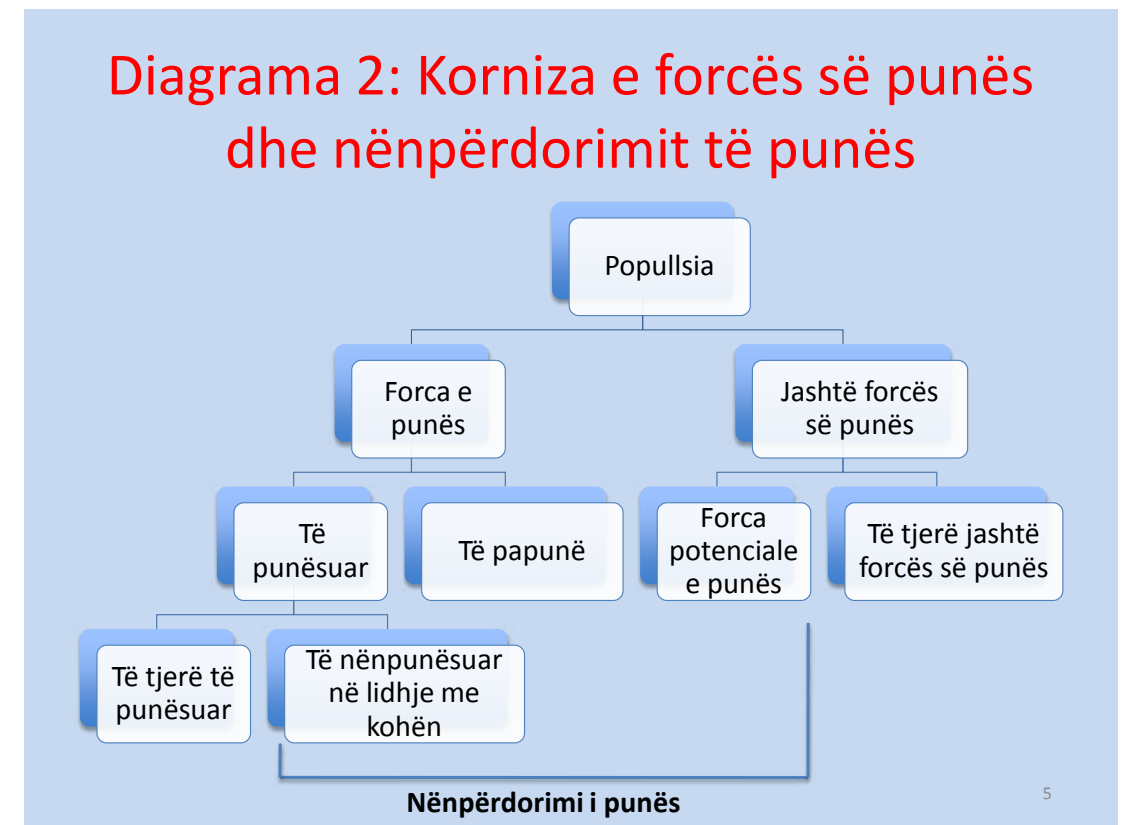 Diagrama 2: Korniza e forcës së punës
dhe nënpërdorimit të punës
Popullsia
Forca e
punës
Jashtë forcës
së punës
Të
punësuar
Të papunë
Forca
potenciale
e punës
Të tjerë jashtë
forcës së punës
Të tjerë të
punësuar
Të nënpunësuar
në lidhje me
kohën
Nënpërdorimi i punës
5